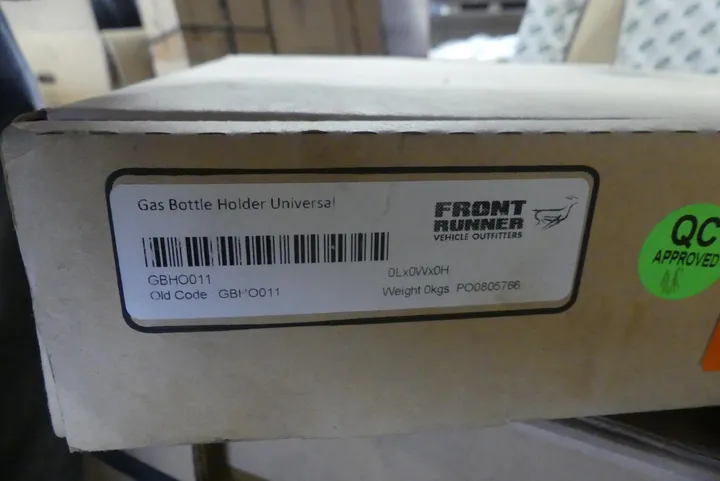 Gas Bottle Holder Universal
FRONT
RUNNER
VEHICLE OUTFITTERS
GBHO011
0Lx0Wx0H
Old Code GBHO011
Weight 0kgs PO0805766
QC
APPROVED